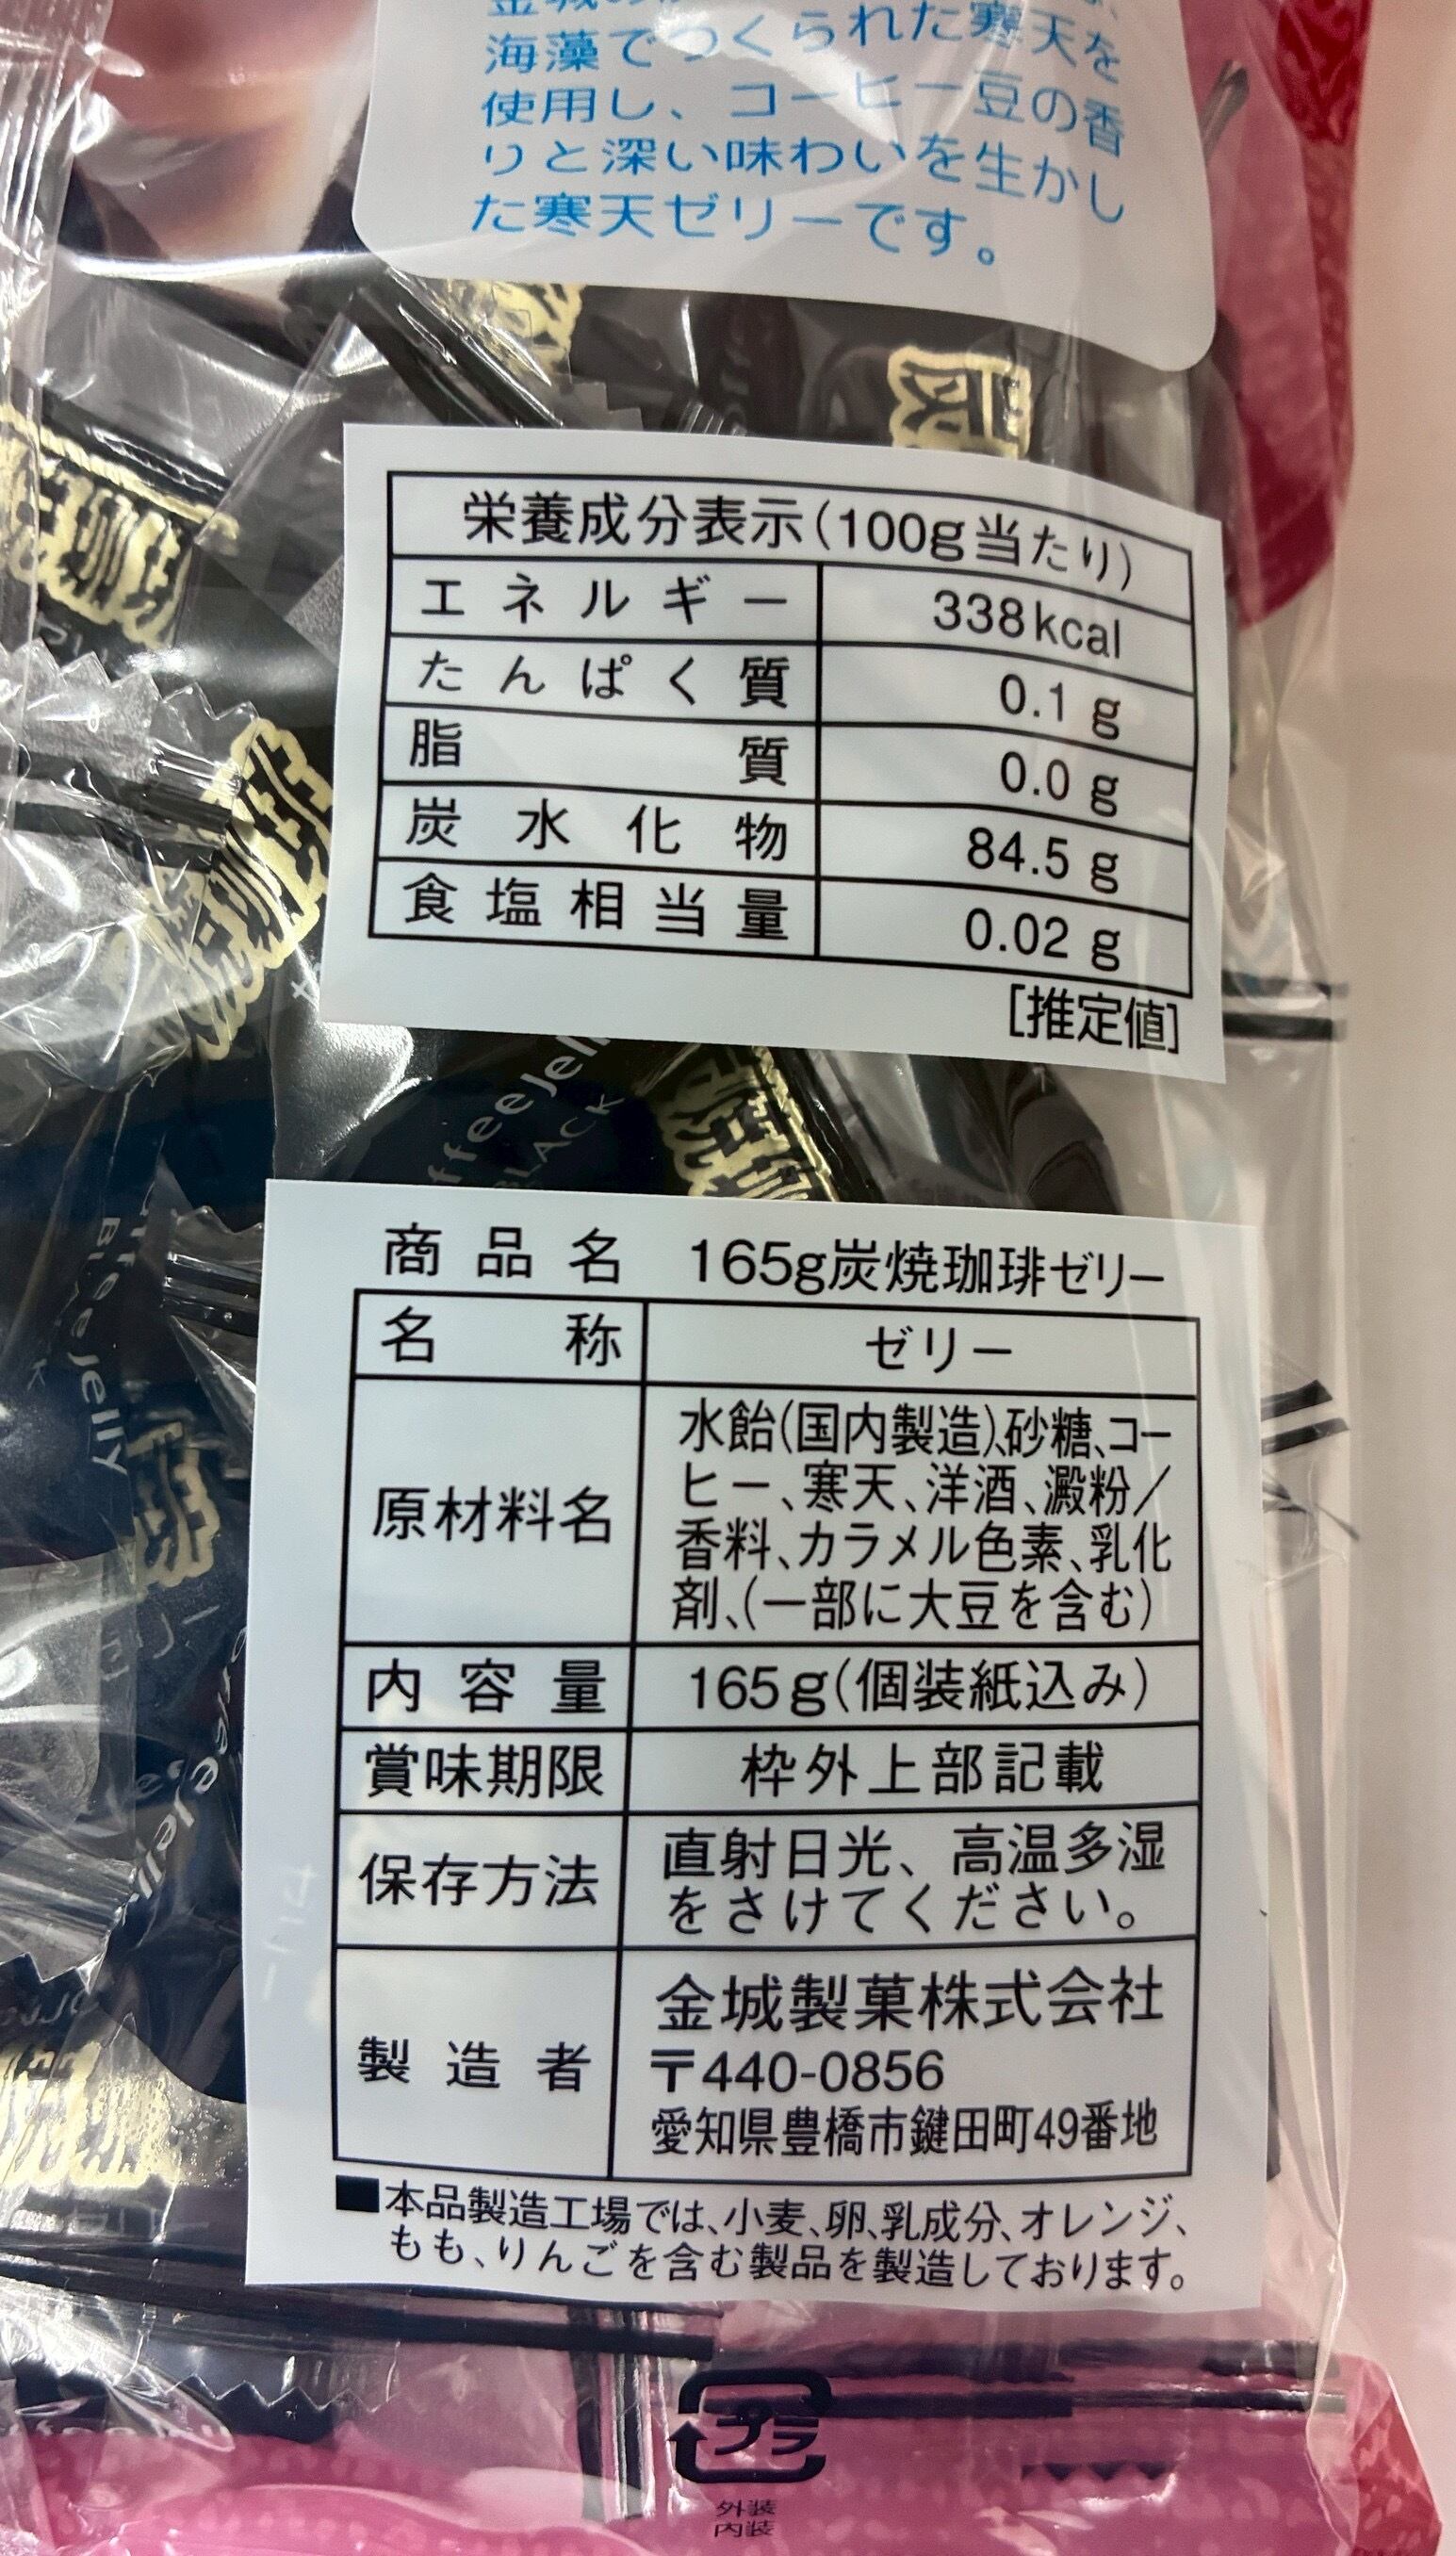 海藻でつくられた寒天を
使用し、コーヒー豆の香
りと深い味わいを生かし
た寒天ゼリーです。
栄養成分表示(100g当たり)
エネルギー 338kcal
たんぱく質 0.1g
脂質 0.0g
炭水化物 84.5g
食塩相当量 0.02g
[推定値]
商品名 165g炭焼珈琲ゼリー
名称 ゼリー
原材料名 水飴(国内製造)、砂糖、コー
ヒー、寒天、洋酒、澱粉/
香料、カラメル色素、乳化
剤、(一部に大豆を含む)
内容量 165g(個装紙込み)
賞味期限 枠外上部記載
保存方法 直射日光、高温多湿
をさけてください。
製造者 金城製菓株式会社
〒440-0856
愛知県豊橋市鍵田町49番地
■本品製造工場では、小麦、卵、乳成分、オレンジ、
もも、りんごを含む製品を製造しております。
プラ
外装
内装